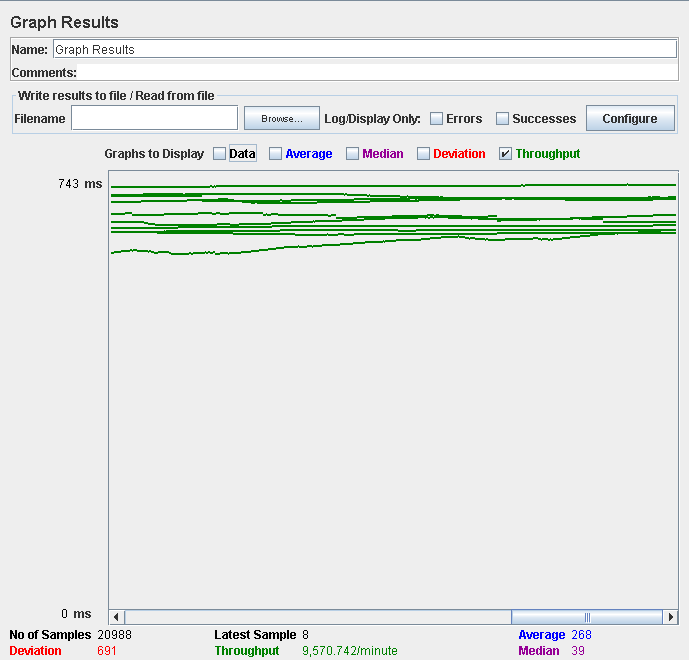 Graph Results
Name: Graph Results
Comments:
Write results to file / Read from file
Filename Browse... Log/Display Only: Errors Successes Configure
Graphs to Display Data Average Median Deviation Throughput
743 ms
0 ms
No of Samples 20988 Latest Sample 8 Average 268
Deviation 691 Throughput 9,570.742/minute Median 39